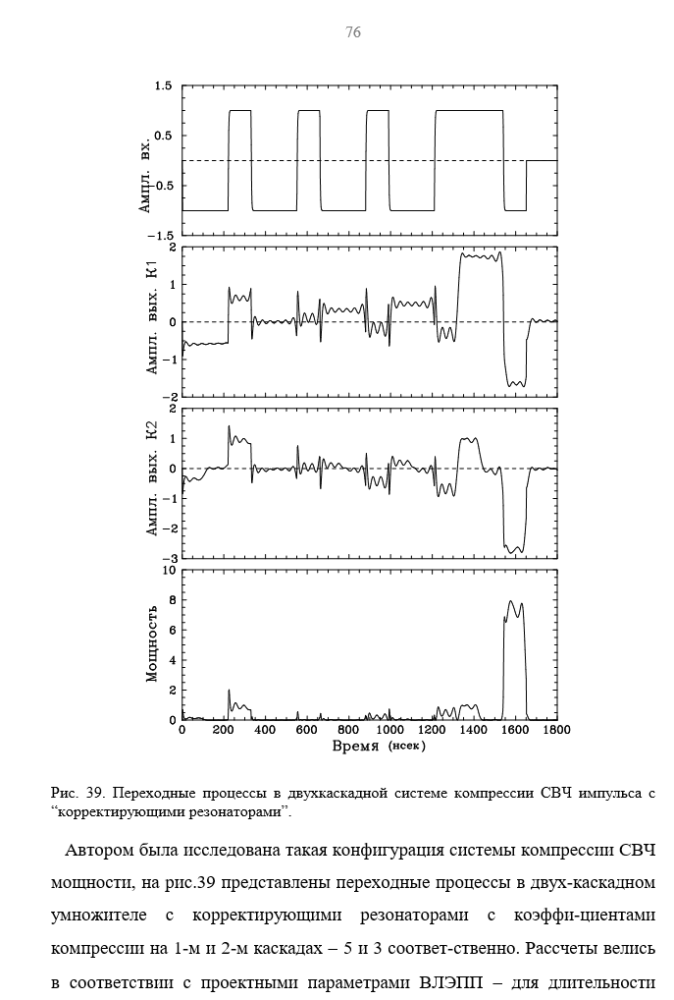 76
1.5
0.5
−0.5
−1.5
Ампл. вх.
2
1
0
−1
−2
Ампл. вых. К1
2
1
0
−1
−2
−3
Ампл. вых. К2
10
8
6
4
2
0
Мощность
0 200 400 600 800 1000 1200 1400 1600 1800
Время (нсек)
Рис. 39. Переходные процессы в двухкаскадной системе компрессии СВЧ импульса с
“корректирующими резонаторами”.
Автором была исследована такая конфигурация системы компрессии СВЧ
мощности, на рис.39 представлены переходные процессы в двух-каскадном
умножителе с корректирующими резонаторами с коэффи-циентами
компрессии на 1-м и 2-м каскадах – 5 и 3 соответ-ственно. Рассчеты велись
в соответствии с проектными параметрами ВЛЭПП – для длительности